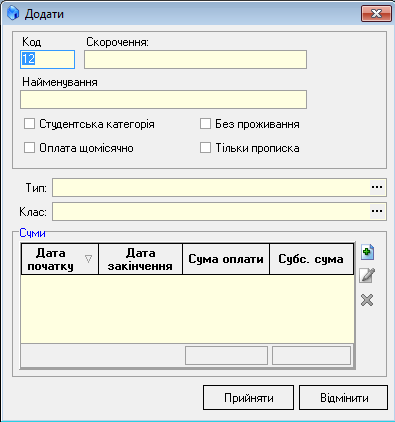 Додати
Код Скорочення:
12
Найменування
Студентська категорія Без проживання
Оплата щомісячно Тільки прописка
Тип: ...
Клас: ...
Суми
Дата початку Дата закінчення Сума оплати Субс. сума
Прийняти Відмінити